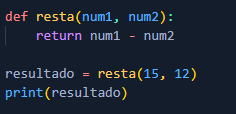 def resta(num1, num2):
    return num1 - num2
resultado = resta(15, 12)
print(resultado)